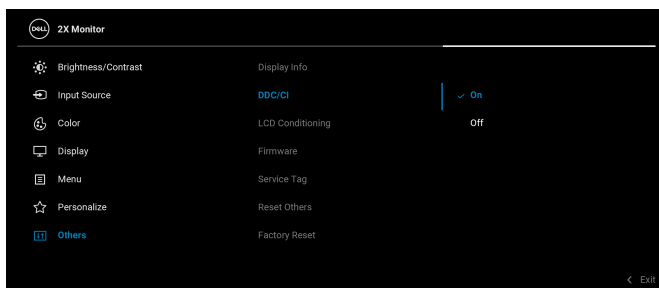 DELL 2X Monitor
Brightness/Contrast Display Info
Input Source DDC/CI ✓ On
Color LCD Conditioning Off
Display Firmware
Menu Service Tag
Personalize Reset Others
Others Factory Reset
< Exit